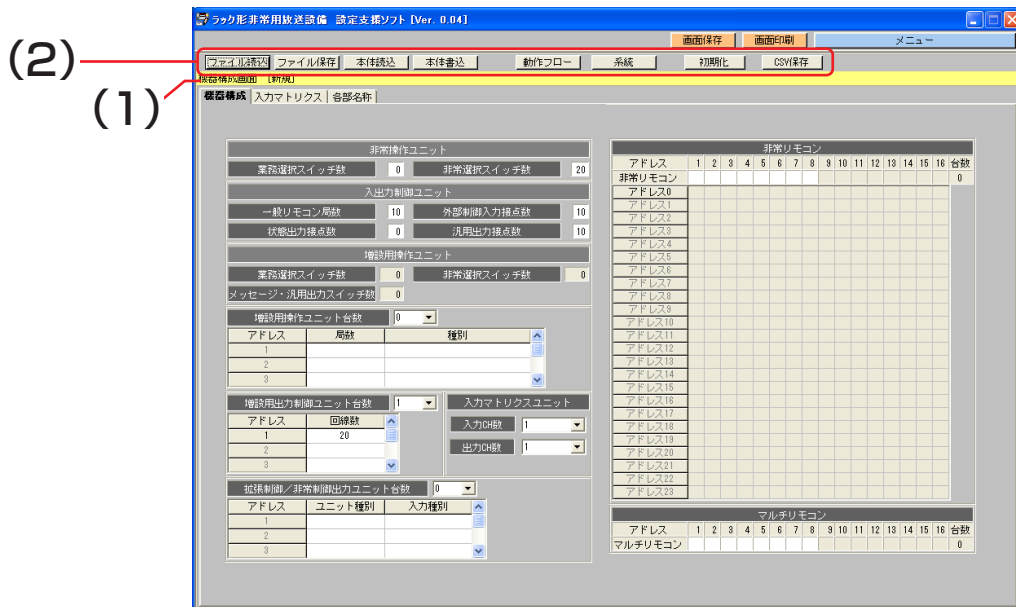 ラック形非常用放送設備 設定支援ソフト [Ver. 0.04]
画面保存 画面印刷 メニュー
(2)
ファイル読込 ファイル保存 本体読込 本体書込 動作フロー 系統 初期化 CSV保存
機器構成画面 [新規]
(1)
機器構成 入力マトリクス 各部名称
非常操作ユニット
業務選択スイッチ数 0 非常選択スイッチ数 20
入出力制御ユニット
一般リモコン局数 10 外部制御入力接点数 10
状態出力接点数 0 汎用出力接点数 10
増設用操作ユニット
業務選択スイッチ数 0 非常選択スイッチ数 0
メッセージ・汎用出力スイッチ数 0
増設用操作ユニット台数 0
アドレス 局数 種別
1
2
3
増設用出力制御ユニット台数 1
アドレス 回線数
1 20
2
3
入力マトリクスユニット
入力CH数 1
出力CH数 1
拡張制御/非常制御出力ユニット台数 0
アドレス ユニット種別 入力種別
1
2
3
非常リモコン
アドレス 1 2 3 4 5 6 7 8 9 10 11 12 13 14 15 16 台数
非常リモコン 0
アドレス0
アドレス1
アドレス2
アドレス3
アドレス4
アドレス5
アドレス6
アドレス7
アドレス8
アドレス9
アドレス10
アドレス11
アドレス12
アドレス13
アドレス14
アドレス15
アドレス16
アドレス17
アドレス18
アドレス19
アドレス20
アドレス21
アドレス22
アドレス23
マルチリモコン
アドレス 1 2 3 4 5 6 7 8 9 10 11 12 13 14 15 16 台数
マルチリモコン 0